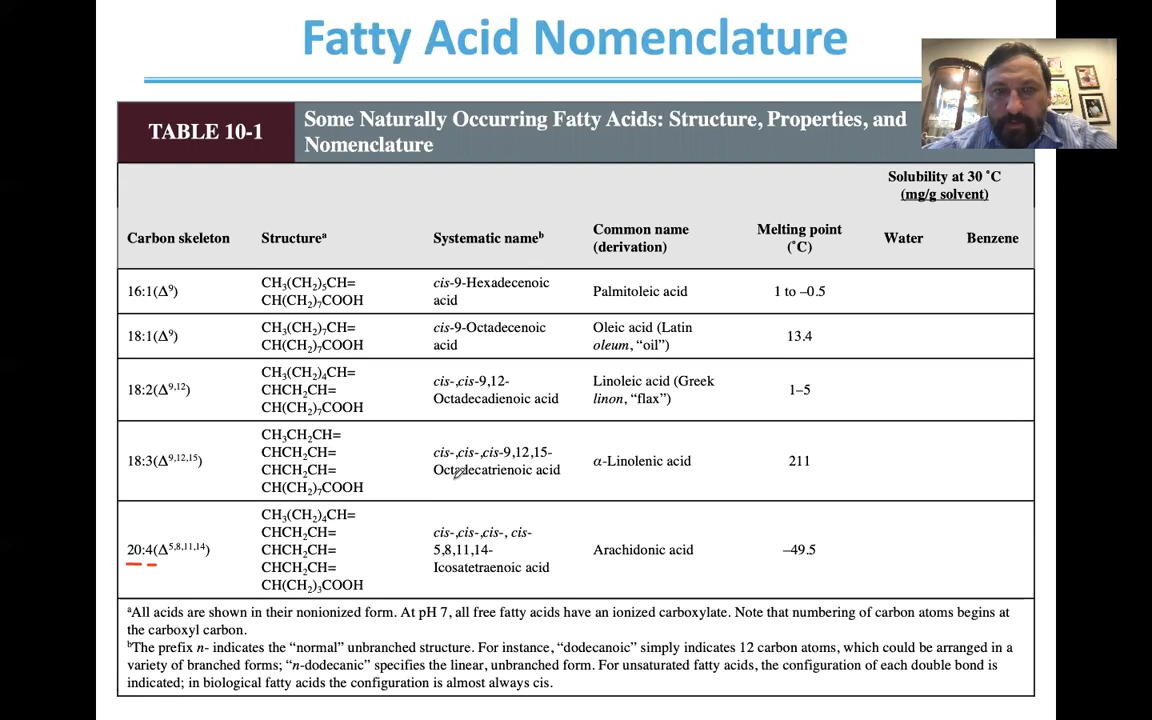 Fatty Acid Nomenclature
TABLE 10-1
Some Naturally Occurring Fatty Acids: Structure, Properties, and
Nomenclature
Solubility at 30 ˚C
(mg/g solvent)
Carbon skeleton
Structureᵃ
Systematic nameᵇ
Common name
(derivation)
Melting point
(˚C)
Water
Benzene
16:1(Δ⁹)
CH₃(CH₂)₅CH=
CH(CH₂)₇COOH
cis-9-Hexadecenoic
acid
Palmitoleic acid
1 to –0.5
18:1(Δ⁹)
CH₃(CH₂)₇CH=
CH(CH₂)₇COOH
cis-9-Octadecenoic
acid
Oleic acid (Latin
oleum, “oil”)
13.4
18:2(Δ⁹,¹²)
CH₃(CH₂)₄CH=
CHCH₂CH=
CH(CH₂)₇COOH
cis-,cis-9,12-
Octadecadienoic acid
Linoleic acid (Greek
linon, “flax”)
1–5
18:3(Δ⁹,¹²,¹⁵)
CH₃CH₂CH=
CHCH₂CH=
CHCH₂CH=
CH(CH₂)₇COOH
cis-,cis-,cis-9,12,15-
Octadecatrienoic acid
α-Linolenic acid
211
20:4(Δ⁵,⁸,¹¹,¹⁴)
CH₃(CH₂)₄CH=
CHCH₂CH=
CHCH₂CH=
CHCH₂CH=
CH(CH₂)₃COOH
cis-,cis-,cis-, cis-
5,8,11,14-
Icosatetraenoic acid
Arachidonic acid
–49.5
ᵃAll acids are shown in their nonionized form. At pH 7, all free fatty acids have an ionized carboxylate. Note that numbering of carbon atoms begins at
the carboxyl carbon.
ᵇThe prefix n- indicates the “normal” unbranched structure. For instance, “dodecanoic” simply indicates 12 carbon atoms, which could be arranged in a
variety of branched forms; “n-dodecanic” specifies the linear, unbranched form. For unsaturated fatty acids, the configuration of each double bond is
indicated; in biological fatty acids the configuration is almost always cis.